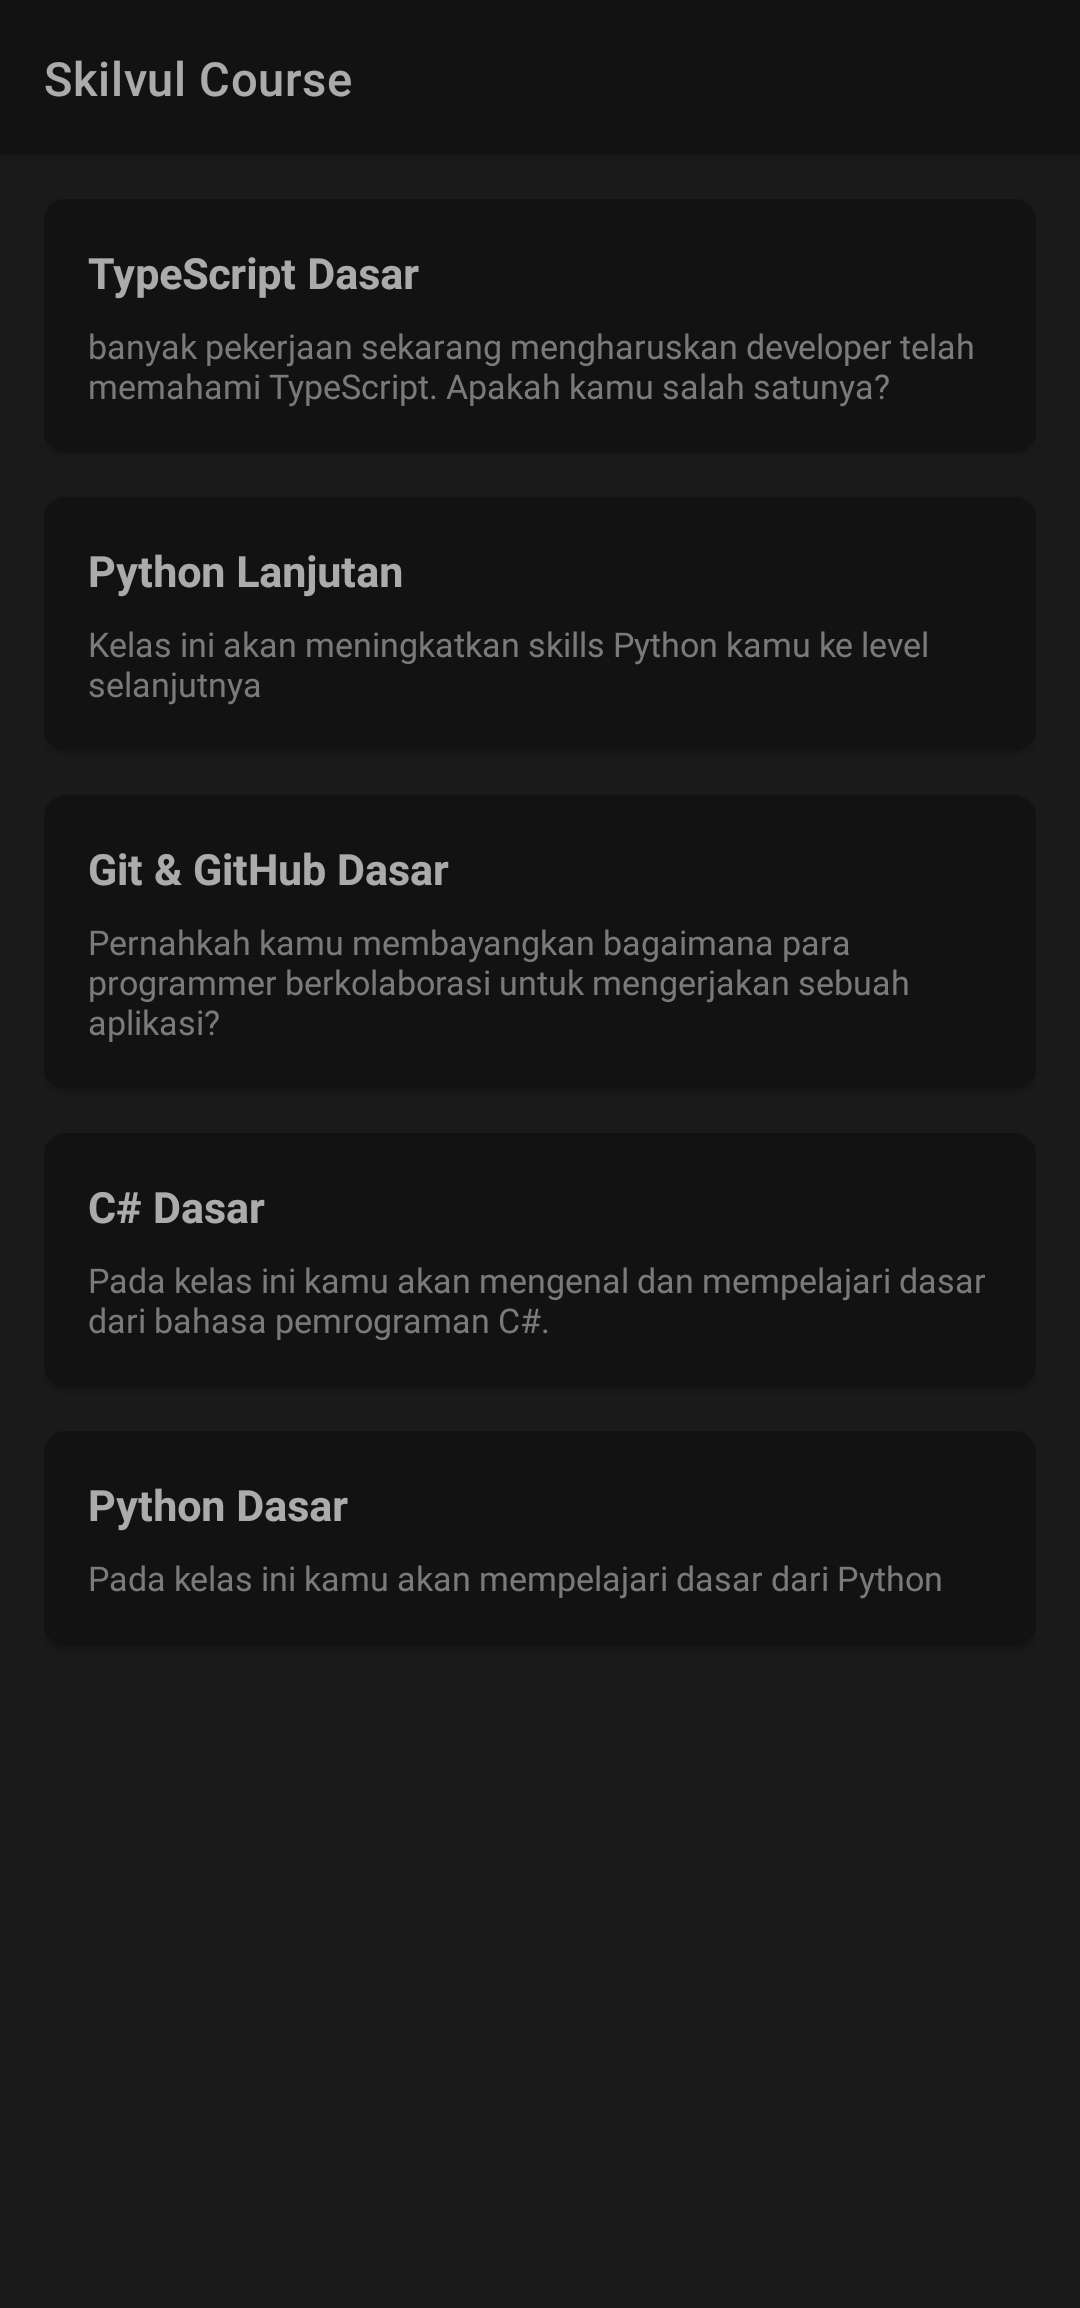 Skilvul Course
TypeScript Dasar
banyak pekerjaan sekarang mengharuskan developer telah
memahami TypeScript. Apakah kamu salah satunya?
Python Lanjutan
Kelas ini akan meningkatkan skills Python kamu ke level
selanjutnya
Git & GitHub Dasar
Pernahkah kamu membayangkan bagaimana para
programmer berkolaborasi untuk mengerjakan sebuah
aplikasi?
C# Dasar
Pada kelas ini kamu akan mengenal dan mempelajari dasar
dari bahasa pemrograman C#.
Python Dasar
Pada kelas ini kamu akan mempelajari dasar dari Python